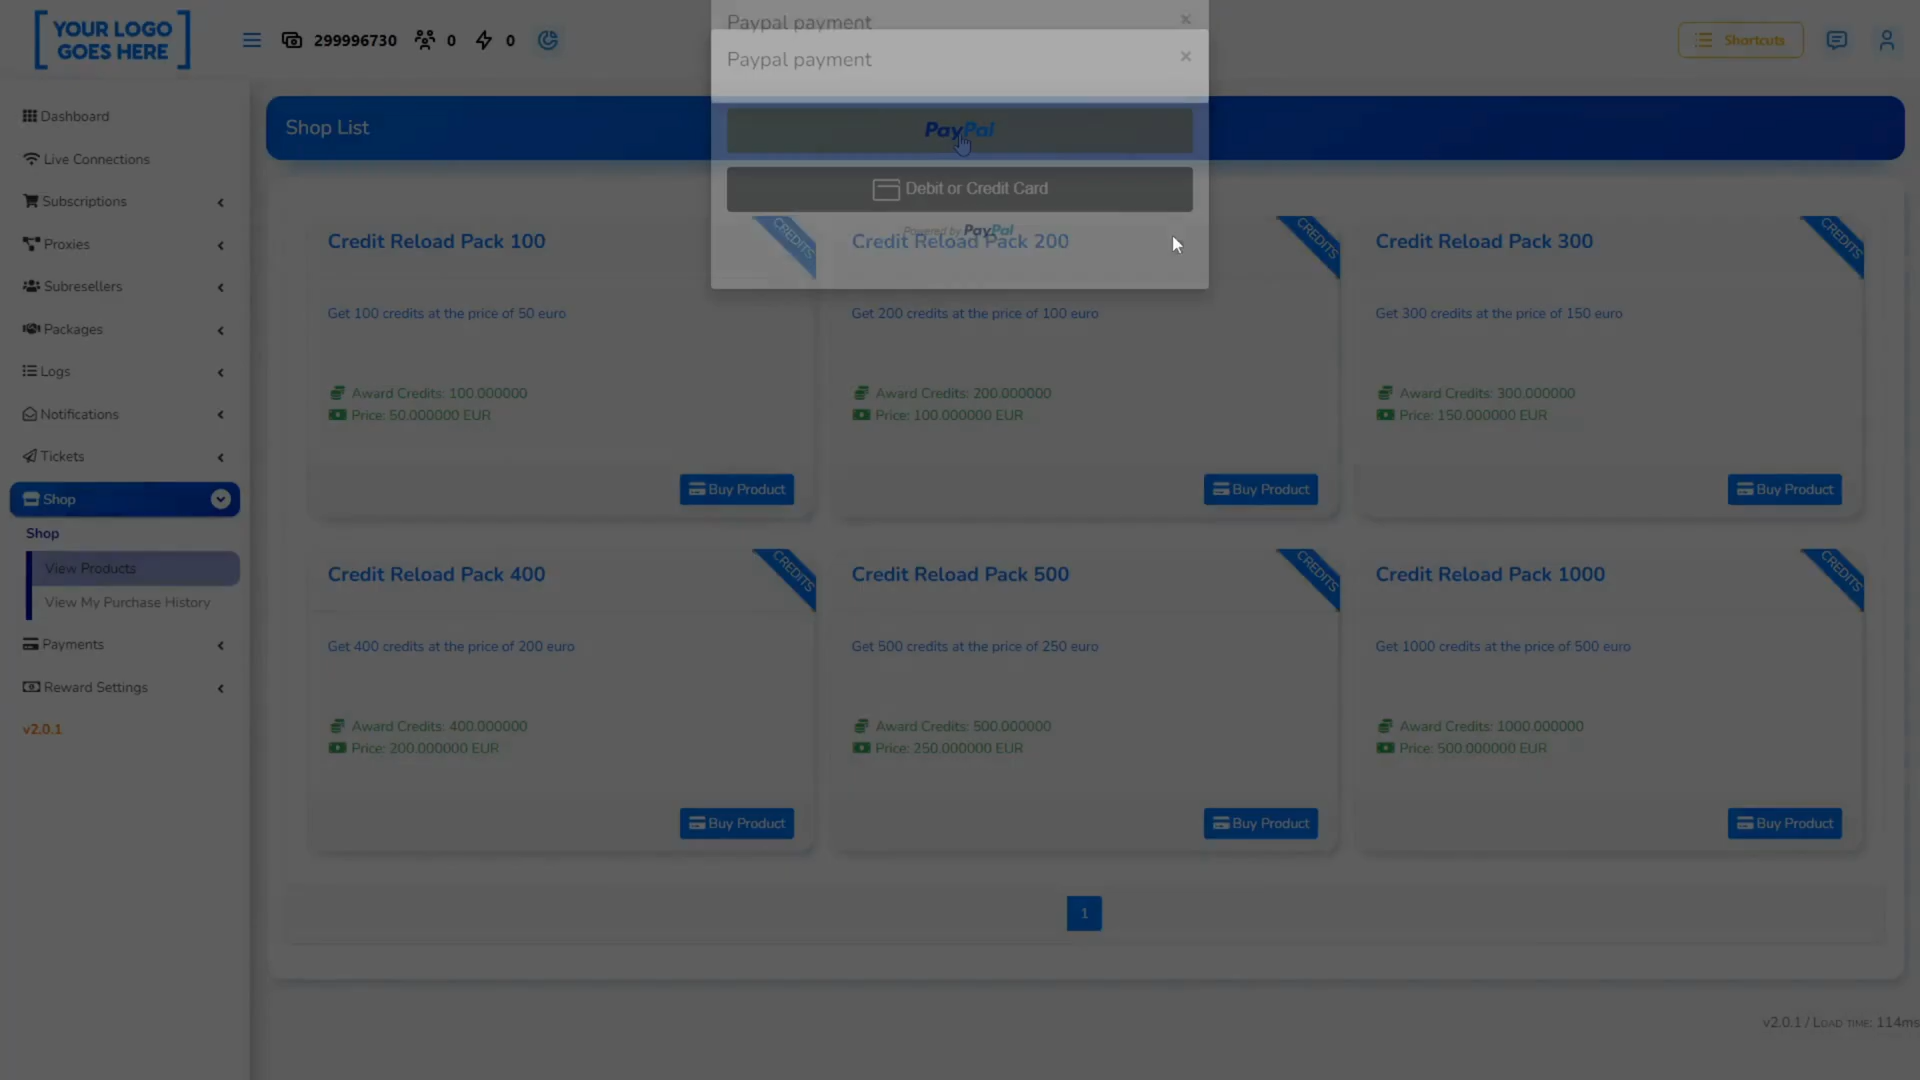 YOUR LOGO
GOES HERE
299996730
0
0
Shortcuts
Paypal payment
×
Paypal payment
×
PayPal
Debit or Credit Card
Powered by PayPal
Dashboard
Live Connections
Subscriptions
Proxies
Subresellers
Packages
Logs
Notifications
Tickets
Shop
Shop
View Products
View My Purchase History
Payments
Reward Settings
v2.0.1
Shop List
Credit Reload Pack 100
CREDITS
Get 100 credits at the price of 50 euro
Award Credits: 100.000000
Price: 50.000000 EUR
Buy Product
Credit Reload Pack 200
CREDITS
Get 200 credits at the price of 100 euro
Award Credits: 200.000000
Price: 100.000000 EUR
Buy Product
Credit Reload Pack 300
CREDITS
Get 300 credits at the price of 150 euro
Award Credits: 300.000000
Price: 150.000000 EUR
Buy Product
Credit Reload Pack 400
CREDITS
Get 400 credits at the price of 200 euro
Award Credits: 400.000000
Price: 200.000000 EUR
Buy Product
Credit Reload Pack 500
CREDITS
Get 500 credits at the price of 250 euro
Award Credits: 500.000000
Price: 250.000000 EUR
Buy Product
Credit Reload Pack 1000
CREDITS
Get 1000 credits at the price of 500 euro
Award Credits: 1000.000000
Price: 500.000000 EUR
Buy Product
1
v2.0.1 / LOAD TIME: 114ms